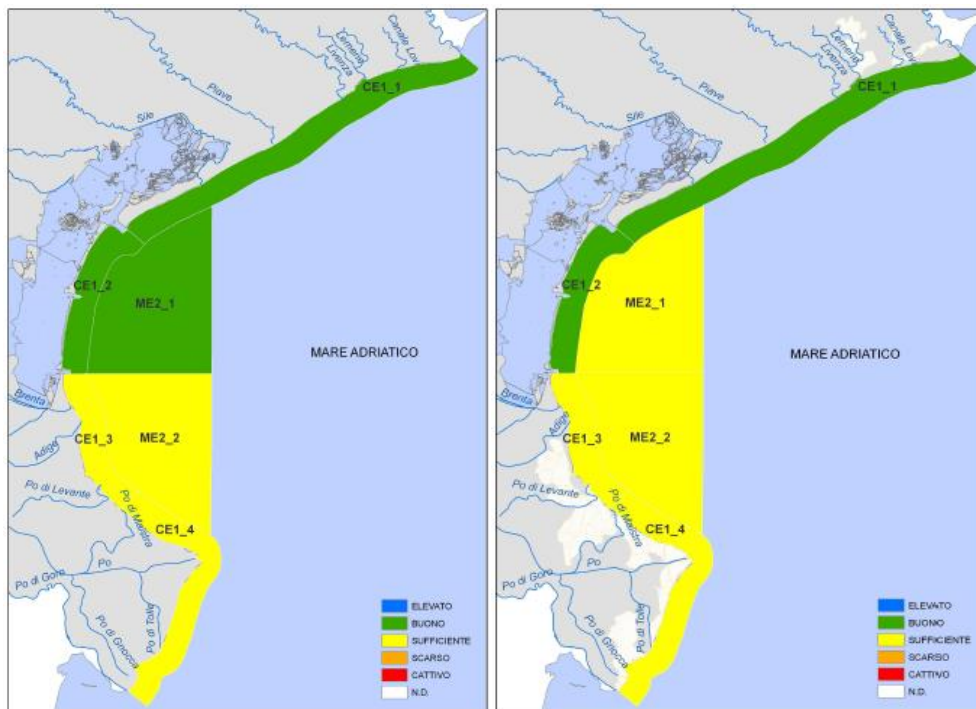 Canale Lov
Lemene
Livenza
CE1_1
Piave
Sile
CE1_2
ME2_1
MARE ADRIATICO
Brenta
Adige
CE1_3
ME2_2
Po di Levante
Po di Maistra
CE1_4
Po
Po di Goro
Po di Tolle
Po di Gnocca
ELEVATO
BUONO
SUFFICIENTE
SCARSO
CATTIVO
N.D.
Canale Lov
Lemene
Livenza
CE1_1
Piave
Sile
CE1_2
ME2_1
MARE ADRIATICO
Brenta
Adige
CE1_3
ME2_2
Po di Levante
Po di Maistra
CE1_4
Po
Po di Goro
Po di Tolle
Po di Gnocca
ELEVATO
BUONO
SUFFICIENTE
SCARSO
CATTIVO
N.D.